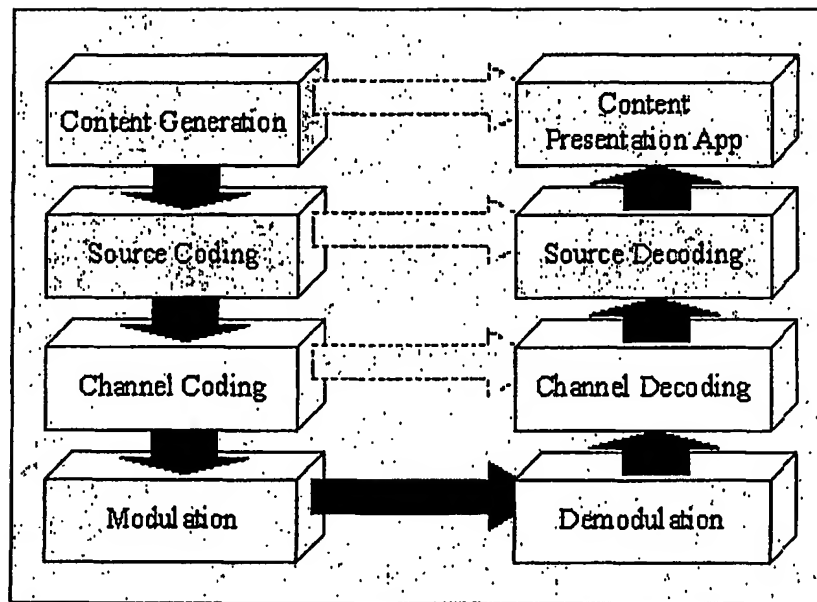 Content Generation
Content
Presentation App
Source Coding
Source Decoding
Channel Coding
Channel Decoding
Modulation
Demodulation